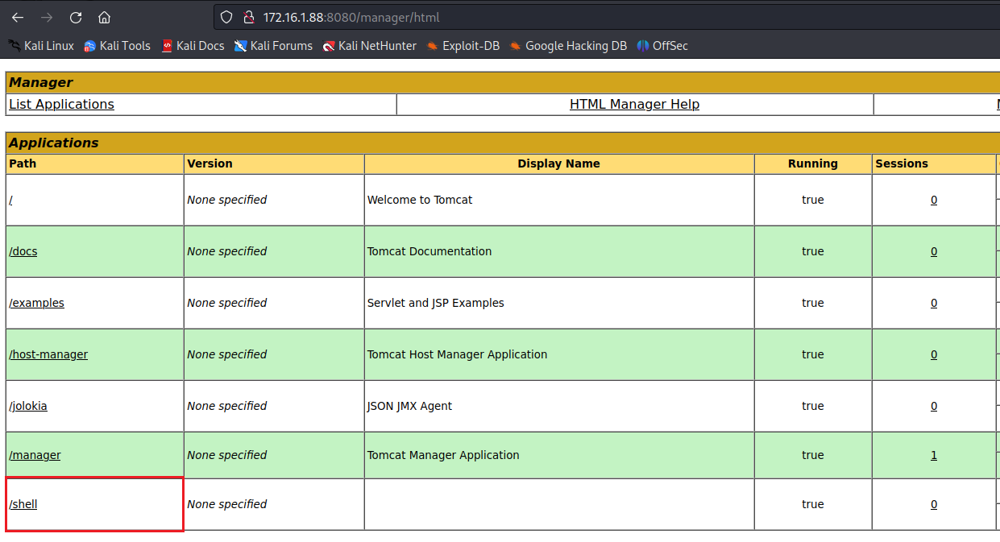 172.16.1.88:8080/manager/html
Kali Linux Kali Tools Kali Docs Kali Forums Kali NetHunter Exploit-DB Google Hacking DB OffSec
Manager
List Applications HTML Manager Help
Applications
Path Version Display Name Running Sessions
/ None specified Welcome to Tomcat true 0
/docs None specified Tomcat Documentation true 0
/examples None specified Servlet and JSP Examples true 0
/host-manager None specified Tomcat Host Manager Application true 0
/jolokia None specified JSON JMX Agent true 0
/manager None specified Tomcat Manager Application true 1
/shell None specified true 0